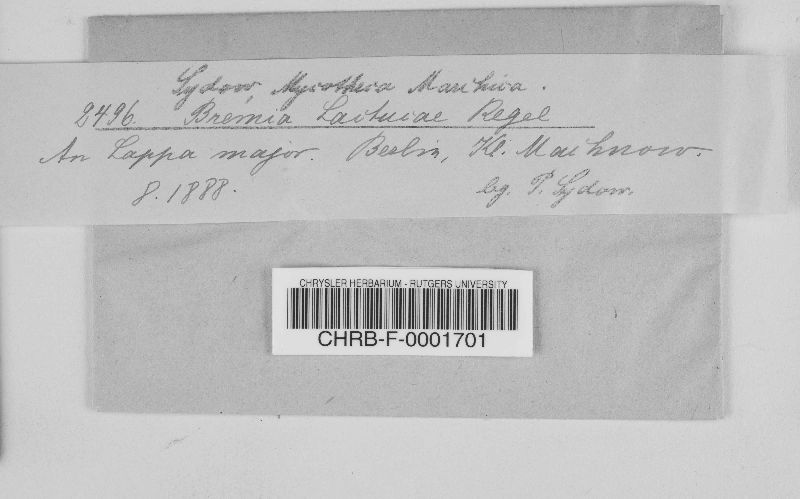 Sydow, Mycotheca Marchica.
2496. Bremia Lactucae Regel
An Lappa major. Berlin, Kl. Machnow.
8. 1888.
leg. P. Sydow.
CHRYSLER HERBARIUM - RUTGERS UNIVERSITY
CHRB-F-0001701